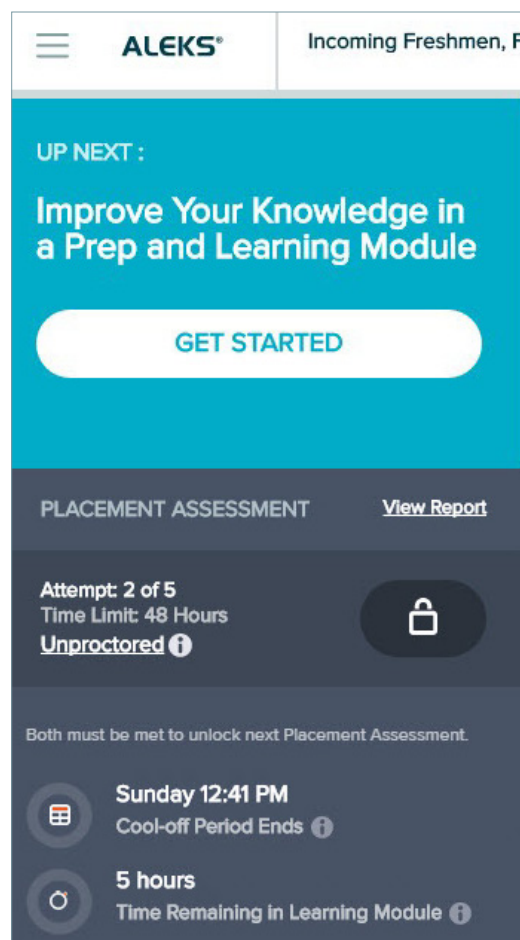 ALEKS®
Incoming Freshmen, F
UP NEXT :
Improve Your Knowledge in
a Prep and Learning Module
GET STARTED
PLACEMENT ASSESSMENT
View Report
Attempt: 2 of 5
Time Limit: 48 Hours
Unproctored
Both must be met to unlock next Placement Assessment.
Sunday 12:41 PM
Cool-off Period Ends
5 hours
Time Remaining in Learning Module